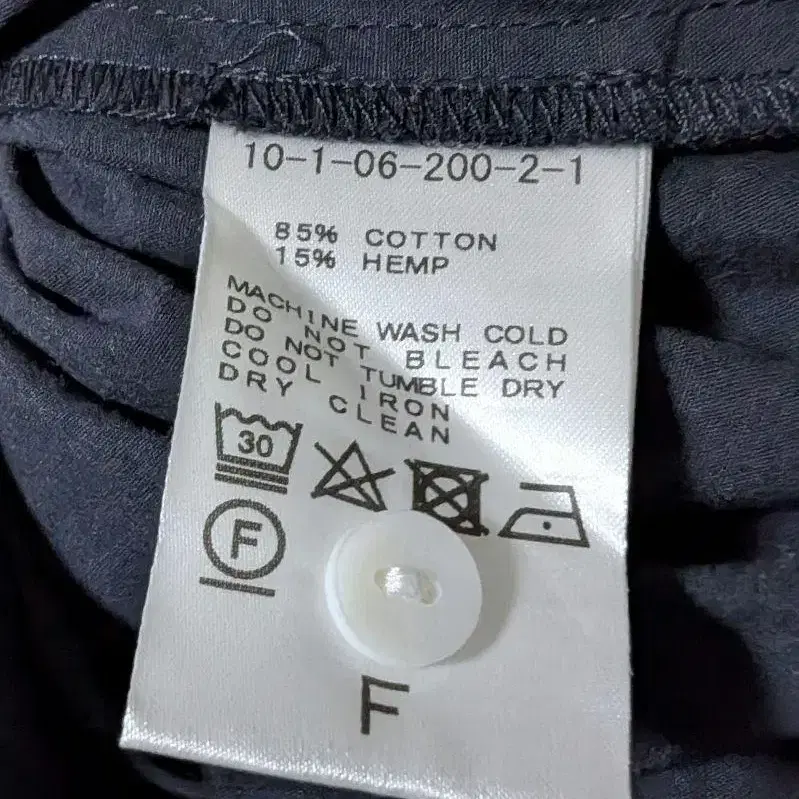 10-1-06-200-2-1
85% COTTON
15% HEMP
MACHINE WASH COLD
DO NOT BLEACH
DO NOT TUMBLE DRY
COOL IRON
DRY CLEAN
30
F
F